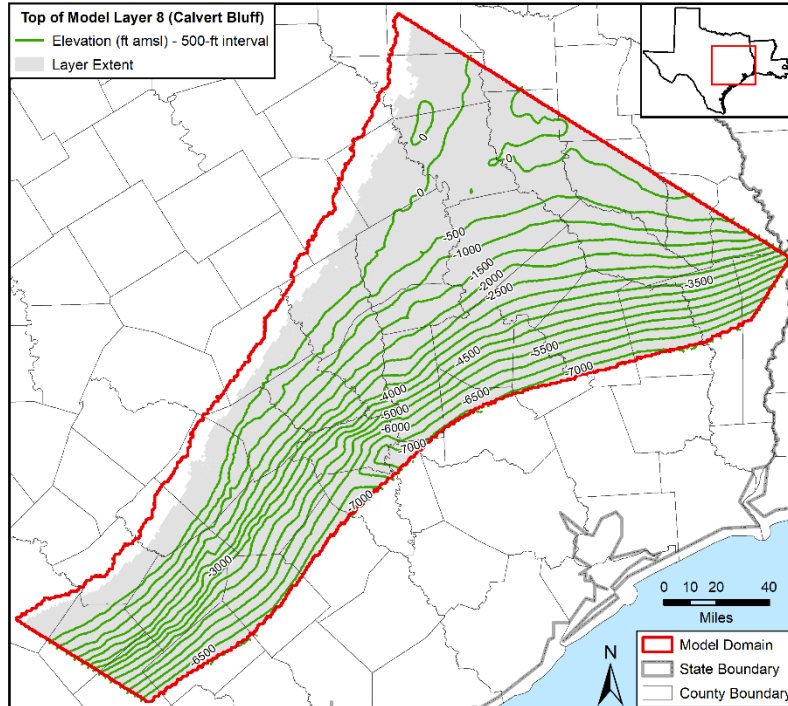 Top of Model Layer 8 (Calvert Bluff)
Elevation (ft amsl) - 500-ft interval
Layer Extent
0
0
0
-500
-1000
-1500
-2000
-2500
-3500
-4500
-5500
-4000
-7000
-5000
-6500
-6000
-7000
-7000
-3000
-6500
0 20 40
Miles
N
Model Domain
State Boundary
County Boundary